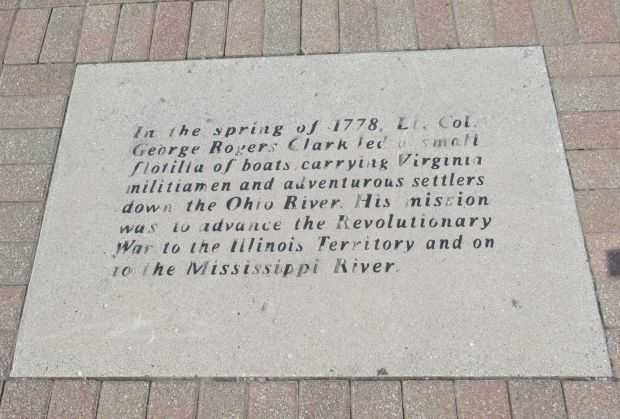 In the spring of 1778, Lt. Col.
George Rogers Clark led a small
flotilla of boats carrying Virginia
militiamen and adventurous settlers
down the Ohio River. His mission
was to advance the Revolutionary
War to the Illinois Territory and on
to the Mississippi River.